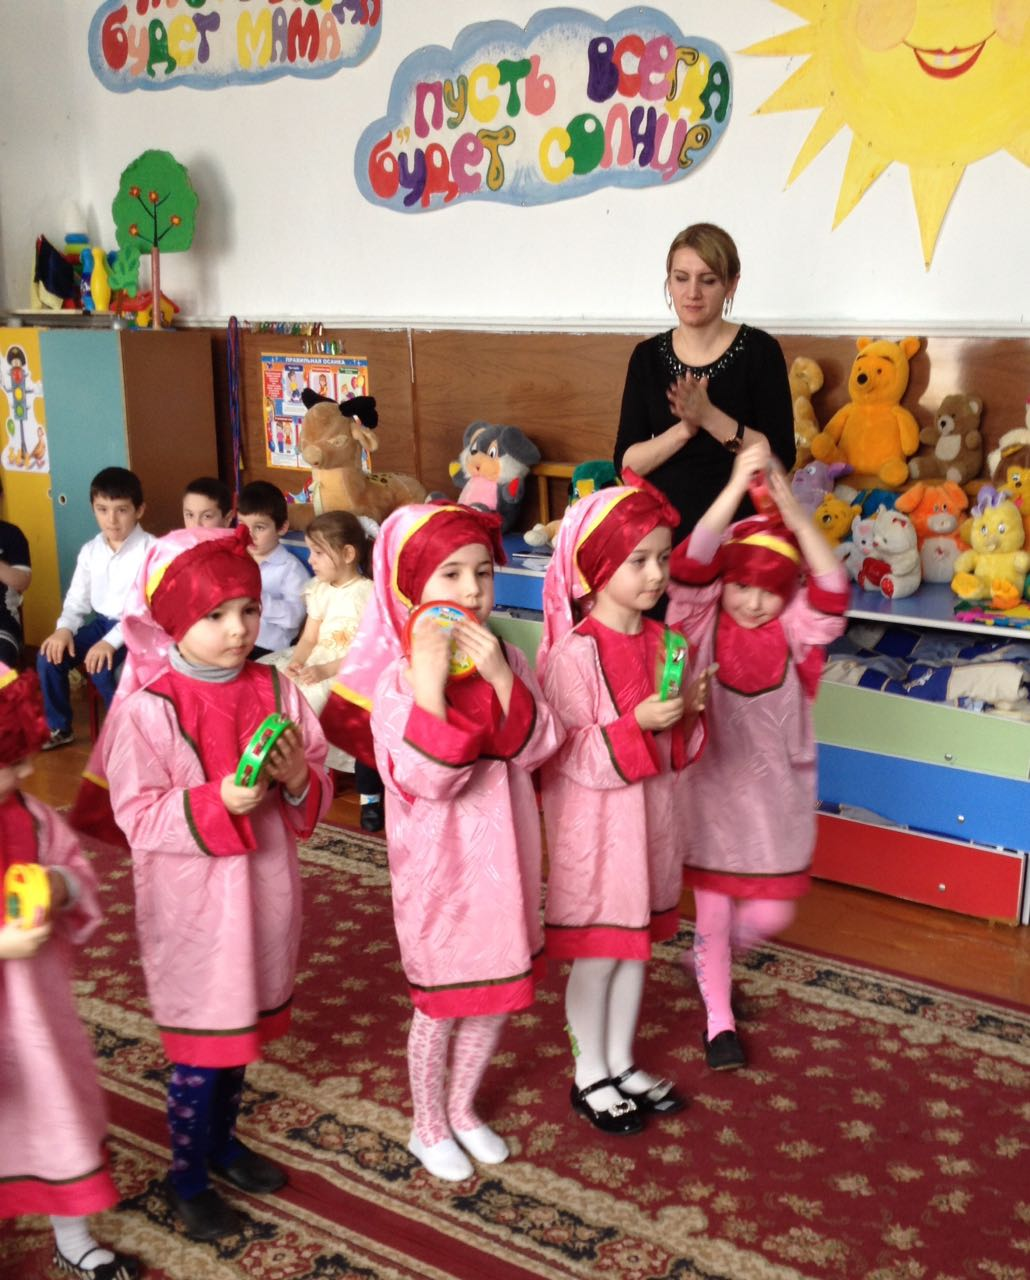 будет мама
"Пусть всегда
будет солнце
ПРАВИЛЬНАЯ ОСАНКА